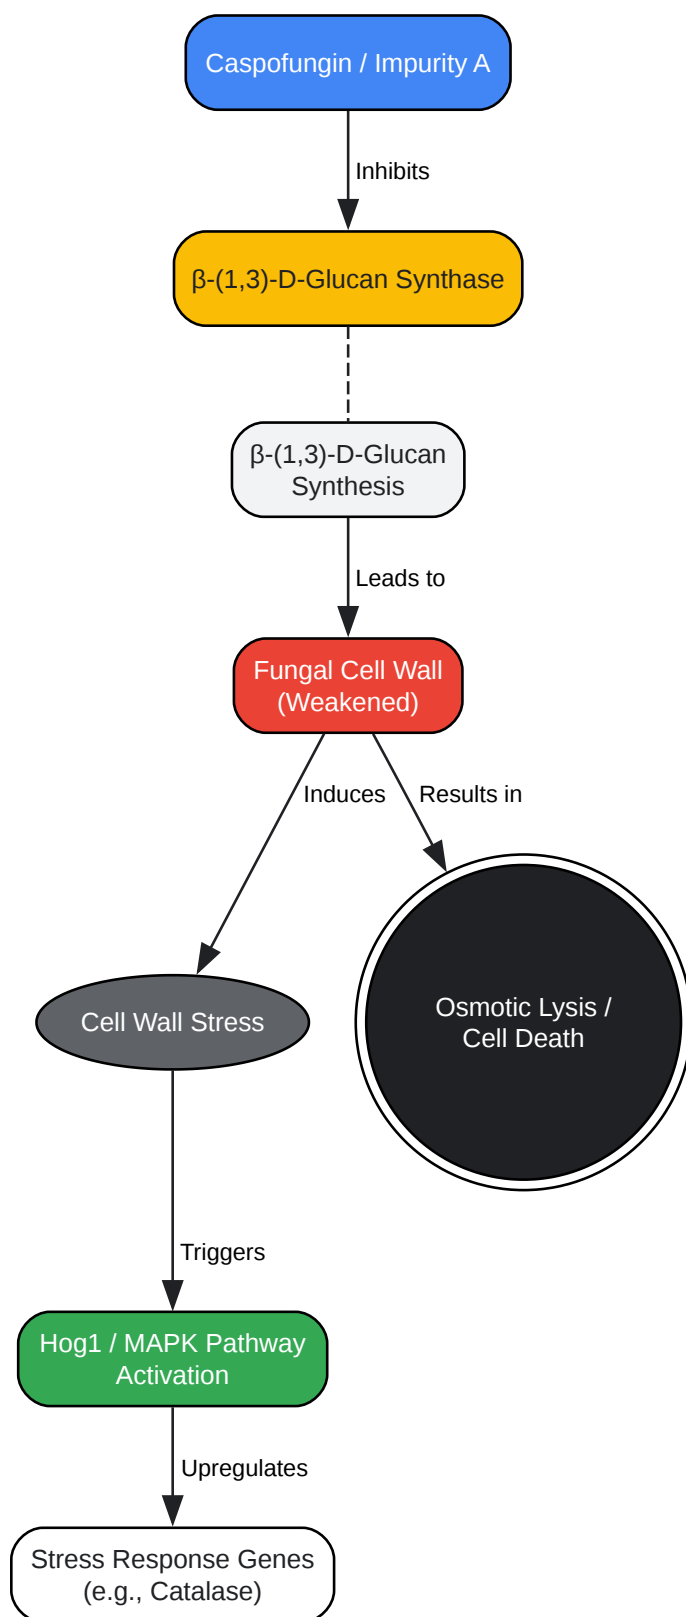 Caspofungin / Impurity A
Inhibits
β-(1,3)-D-Glucan Synthase
β-(1,3)-D-Glucan
Synthesis
Leads to
Fungal Cell Wall
(Weakened)
Induces
Results in
Cell Wall Stress
Osmotic Lysis /
Cell Death
Triggers
Hog1 / MAPK Pathway
Activation
Upregulates
Stress Response Genes
(e.g., Catalase)